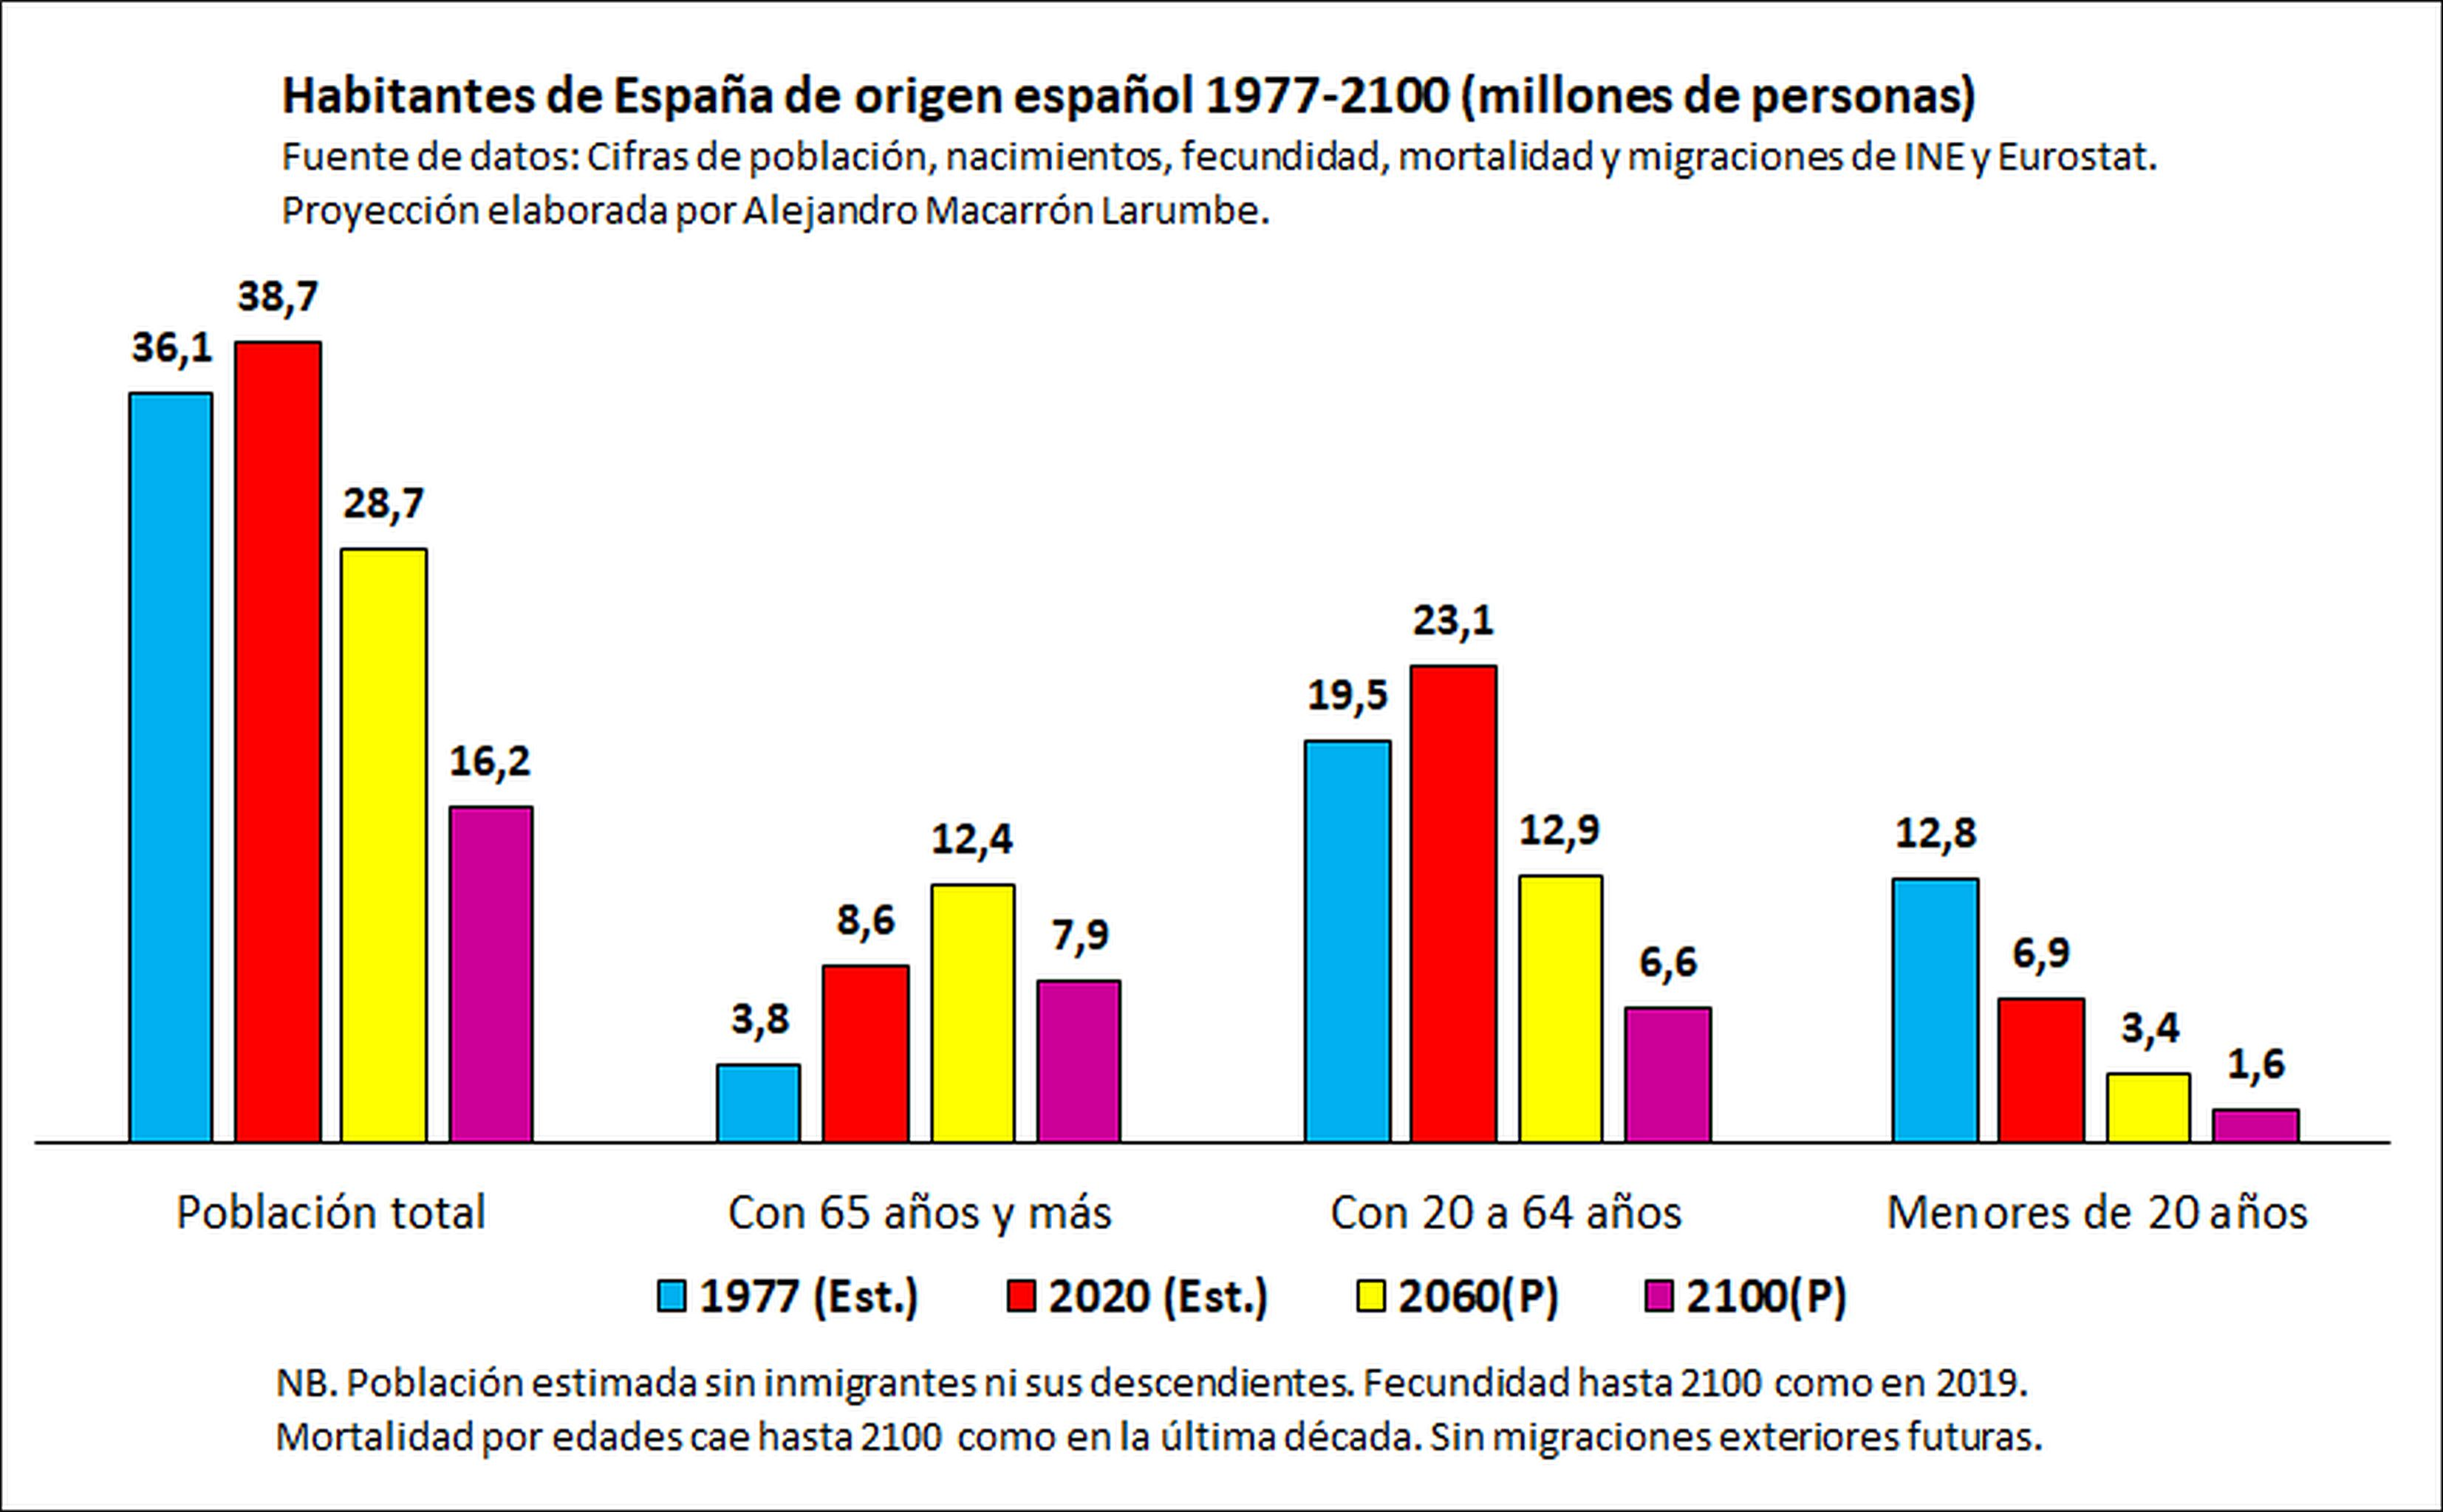 Habitantes de España de origen español 1977-2100 (millones de personas)
Fuente de datos: Cifras de población, nacimientos, fecundidad, mortalidad y migraciones de INE y Eurostat.
Proyección elaborada por Alejandro Macarrón Larumbe.
36,1
38,7
28,7
16,2
3,8
8,6
12,4
7,9
19,5
23,1
12,9
6,6
12,8
6,9
3,4
1,6
Población total
Con 65 años y más
Con 20 a 64 años
Menores de 20 años
1977 (Est.)
2020 (Est.)
2060(P)
2100(P)
NB. Población estimada sin inmigrantes ni sus descendientes. Fecundidad hasta 2100 como en 2019.
Mortalidad por edades cae hasta 2100 como en la última década. Sin migraciones exteriores futuras.